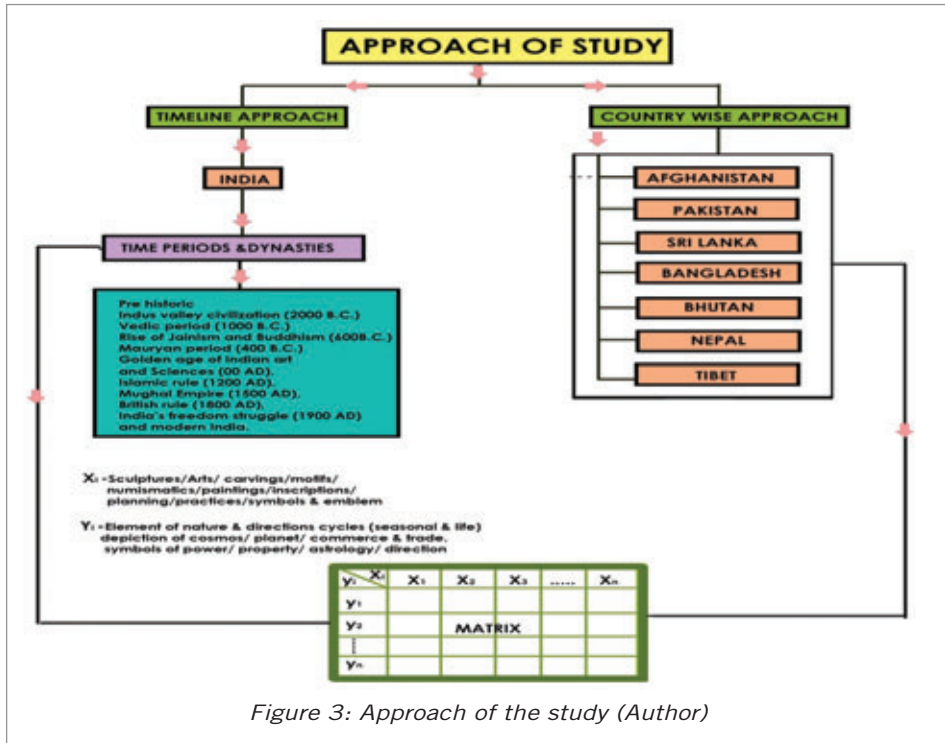 APPROACH OF STUDY
TIMELINE APPROACH
COUNTRY WISE APPROACH
INDIA
AFGHANISTAN
PAKISTAN
SRI LANKA
BANGLADESH
BHUTAN
NEPAL
TIBET
TIME PERIODS &DYNASTIES
Pre historic
Indus valley civilization (2000 B.C.)
Vedic period (1000 B.C.)
Rise of Jainism and Buddhism (600B.C.)
Mauryan period (400 B.C.)
Golden age of Indian art
and Sciences (00 AD),
Islamic rule (1200 AD),
Mughal Empire (1500 AD),
British rule (1800 AD),
India's freedom struggle (1900 AD)
and modern India.
Xi -Sculptures/Arts/ carvings/motifs/
numismatics/paintings/inscriptions/
planning/practices/symbols & emblem
Yi -Element of nature & directions cycles (seasonal & life)
depiction of cosmos/ planet/ commerce & trade,
symbols of power/ property/ astrology/ direction
yi Xi X1 X2 X3 ..... Xn
y1
y2 MATRIX
yn
Figure 3: Approach of the study (Author)